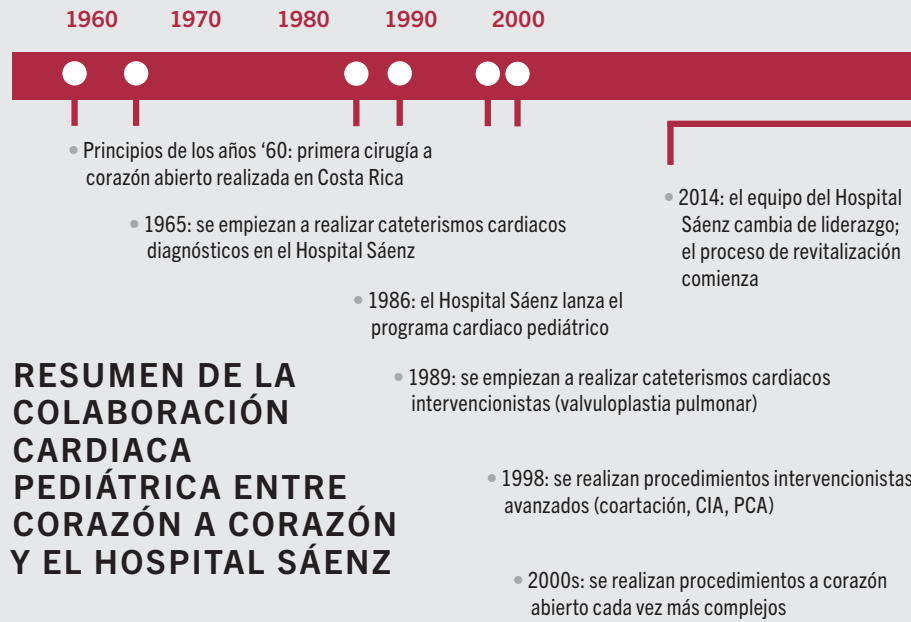 1960 1970 1980 1990 2000
• Principios de los años ‘60: primera cirugía a
corazón abierto realizada en Costa Rica
• 1965: se empiezan a realizar cateterismos cardiacos
diagnósticos en el Hospital Sáenz
• 1986: el Hospital Sáenz lanza el
programa cardiaco pediátrico
• 1989: se empiezan a realizar cateterismos cardiacos
intervencionistas (valvuloplastia pulmonar)
• 1998: se realizan procedimientos intervencionistas
avanzados (coartación, CIA, PCA)
• 2000s: se realizan procedimientos a corazón
abierto cada vez más complejos
• 2014: el equipo del Hospital
Sáenz cambia de liderazgo;
el proceso de revitalización
comienza
RESUMEN DE LA
COLABORACIÓN
CARDIACA
PEDIÁTRICA ENTRE
CORAZÓN A CORAZÓN
Y EL HOSPITAL SÁENZ